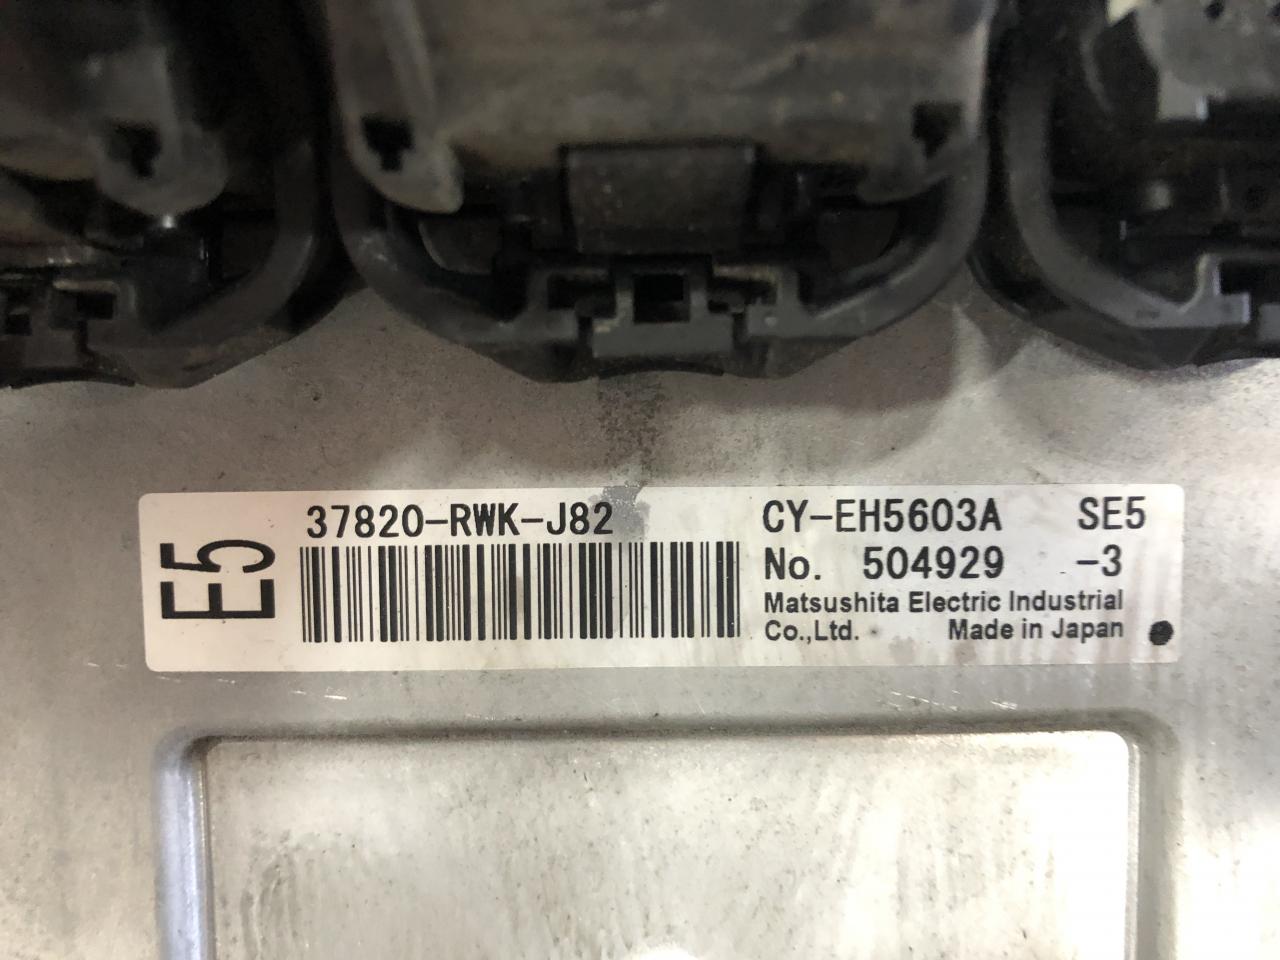 E5
37820-RWK-J82
CY-EH5603A SE5
No. 504929 -3
Matsushita Electric Industrial
Co.,Ltd. Made in Japan